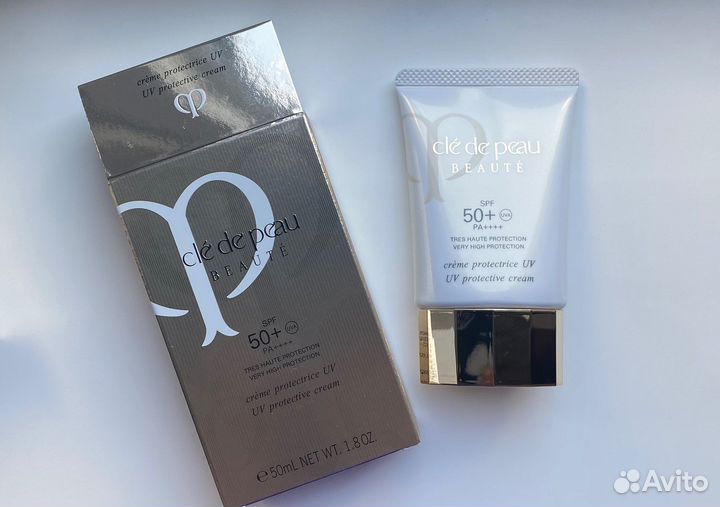 crème protectrice UV
UV protective cream
clé de peau
BEAUTÉ
SPF
50+ UVA
PA++++
TRES HAUTE PROTECTION
VERY HIGH PROTECTION
crème protectrice UV
UV protective cream
℮50mL NET WT. 1.8 OZ.
clé de peau
BEAUTÉ
SPF
50+ UVA
PA++++
TRES HAUTE PROTECTION
VERY HIGH PROTECTION
crème protectrice UV
UV protective cream
Avito